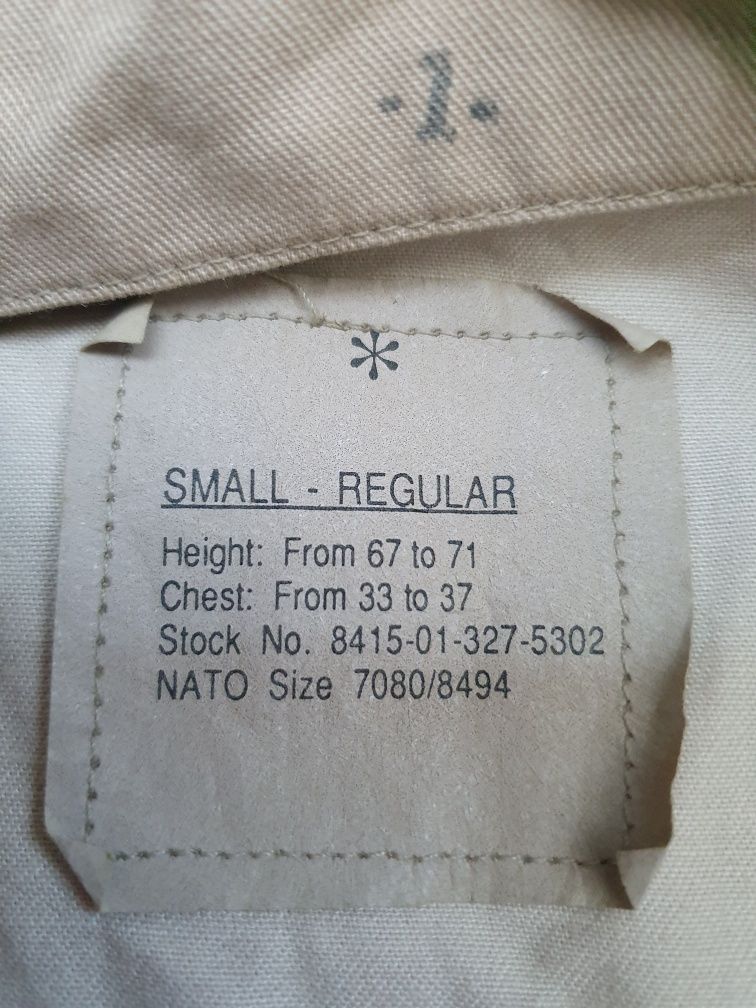 ·1·
*
SMALL - REGULAR
Height: From 67 to 71
Chest: From 33 to 37
Stock No. 8415-01-327-5302
NATO Size 7080/8494